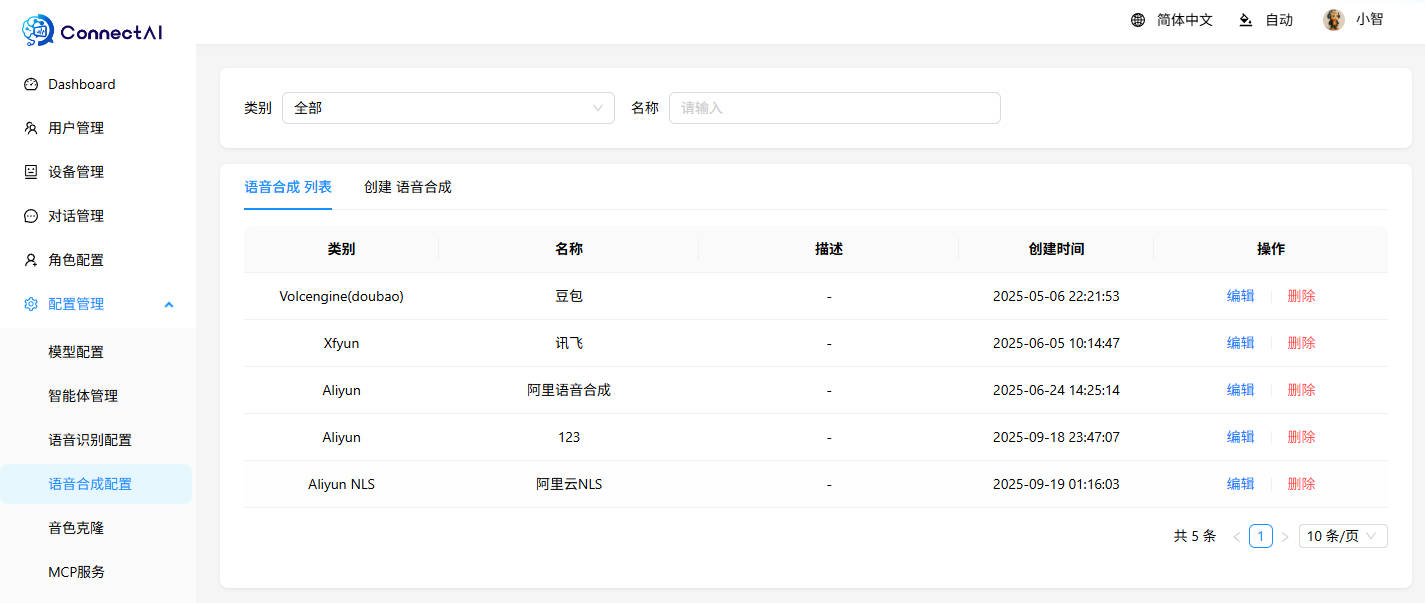 ConnectAI
简体中文 自动 小智
Dashboard
用户管理
设备管理
对话管理
角色配置
配置管理
模型配置
智能体管理
语音识别配置
语音合成配置
音色克隆
MCP服务
类别 全部 名称 请输入
语音合成 列表 创建 语音合成
类别 名称 描述 创建时间 操作
Volcengine(doubao) 豆包 - 2025-05-06 22:21:53 编辑 删除
Xfyun 讯飞 - 2025-06-05 10:14:47 编辑 删除
Aliyun 阿里语音合成 - 2025-06-24 14:25:14 编辑 删除
Aliyun 123 - 2025-09-18 23:47:07 编辑 删除
Aliyun NLS 阿里云NLS - 2025-09-19 01:16:03 编辑 删除
共 5 条 < 1 > 10 条/页